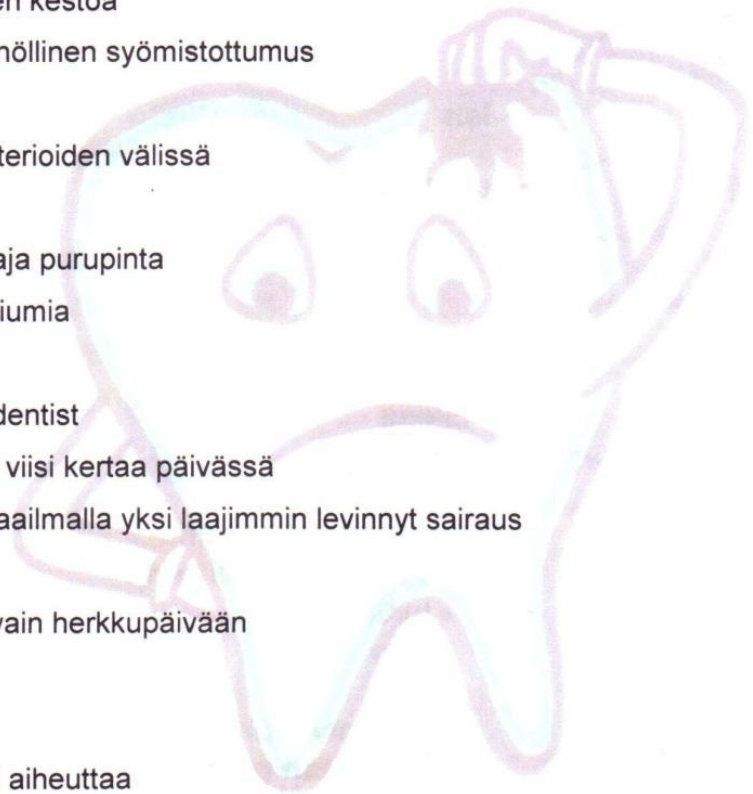 en kestoa
nöllinen syömistottumus
terioiden välissä
aja purupinta
iumia
dentist
viisi kertaa päivässä
aailmalla yksi laajimmin levinnyt sairaus
vain herkkupäivään
aiheuttaa